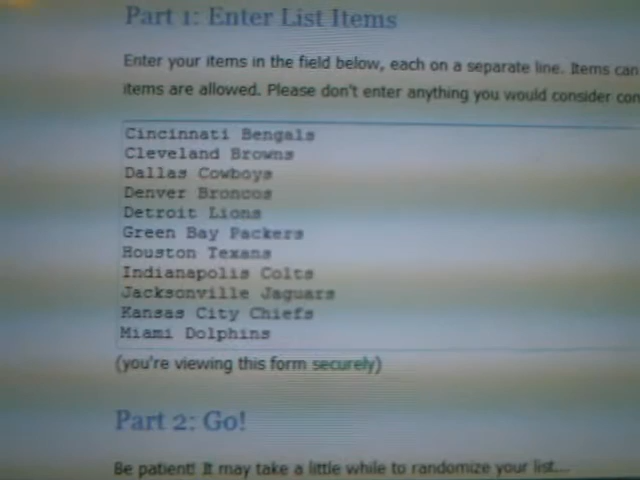 Part 1: Enter List Items
Enter your items in the field below, each on a separate line. Items can
items are allowed. Please don't enter anything you would consider con
Cincinnati Bengals
Cleveland Browns
Dallas Cowboys
Denver Broncos
Detroit Lions
Green Bay Packers
Houston Texans
Indianapolis Colts
Jacksonville Jaguars
Kansas City Chiefs
Miami Dolphins
(you're viewing this form securely)
Part 2: Go!
Be patient! It may take a little while to randomize your list...